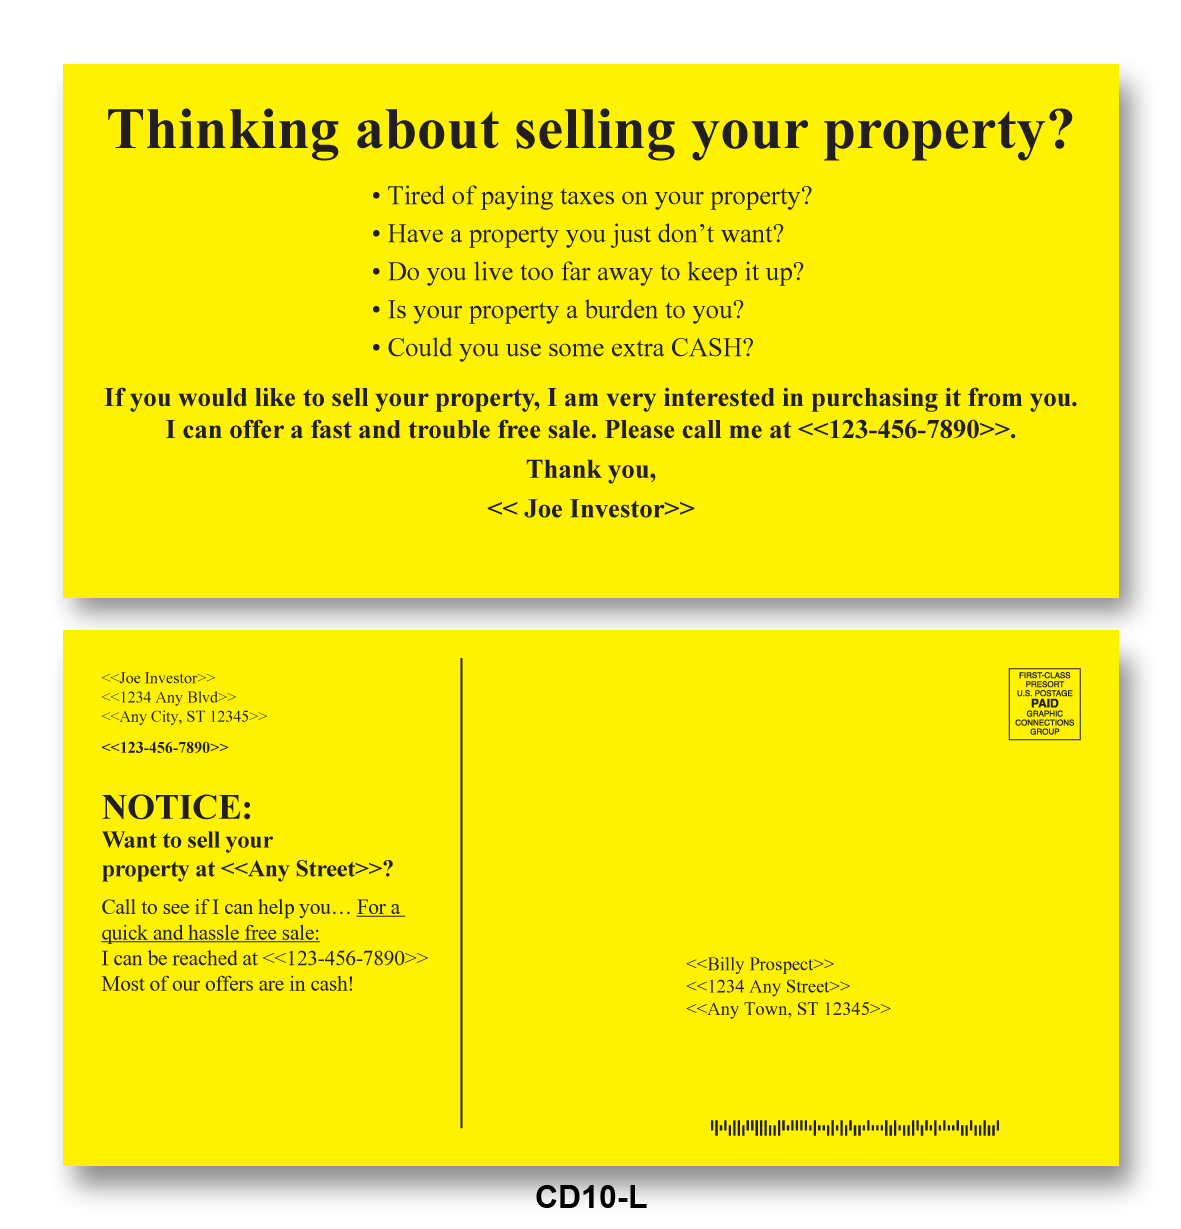 Thinking about selling your property?
• Tired of paying taxes on your property?
• Have a property you just don’t want?
• Do you live too far away to keep it up?
• Is your property a burden to you?
• Could you use some extra CASH?
If you would like to sell your property, I am very interested in purchasing it from you.
I can offer a fast and trouble free sale. Please call me at <<123-456-7890>>.
Thank you,
<< Joe Investor>>
<<Joe Investor>>
<<1234 Any Blvd>>
<<Any City, ST 12345>>
<<123-456-7890>>
NOTICE:
Want to sell your
property at <<Any Street>>?
Call to see if I can help you… For a
quick and hassle free sale:
I can be reached at <<123-456-7890>>
Most of our offers are in cash!
FIRST-CLASS
PRESORT
U.S. POSTAGE
PAID
GRAPHIC
CONNECTIONS
GROUP
<<Billy Prospect>>
<<1234 Any Street>>
<<Any Town, ST 12345>>
CD10-L